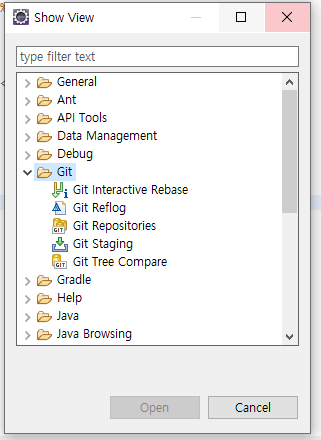 Show View
type filter text
General
Ant
API Tools
Data Management
Debug
Git
Git Interactive Rebase
Git Reflog
Git Repositories
Git Staging
Git Tree Compare
Gradle
Help
Java
Java Browsing
Open
Cancel